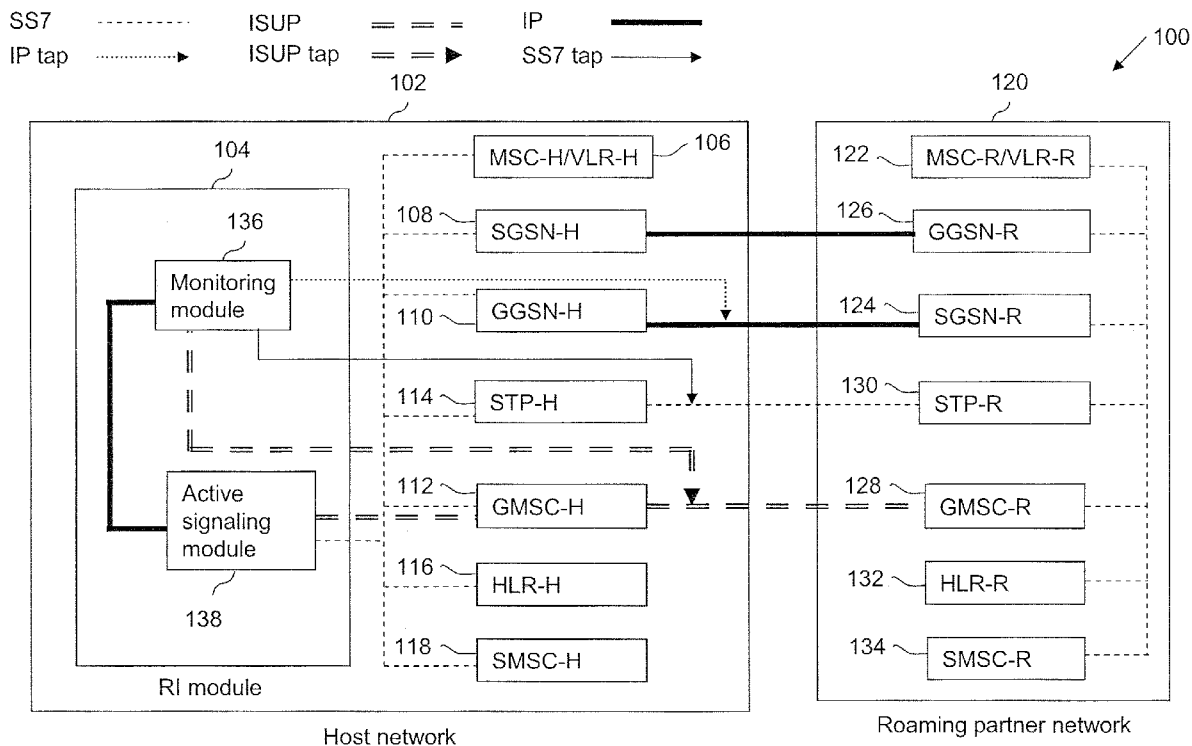 SS7 ISUP IP
IP tap ISUP tap SS7 tap
100
102
120
104
106
MSC-H/VLR-H
122
MSC-R/VLR-R
136
108
126
SGSN-H
GGSN-R
Monitoring
module
110
GGSN-H
124
SGSN-R
114
STP-H
130
STP-R
112
GMSC-H
128
GMSC-R
Active
signaling
module
138
116
HLR-H
132
HLR-R
118
SMSC-H
134
SMSC-R
RI module
Host network
Roaming partner network